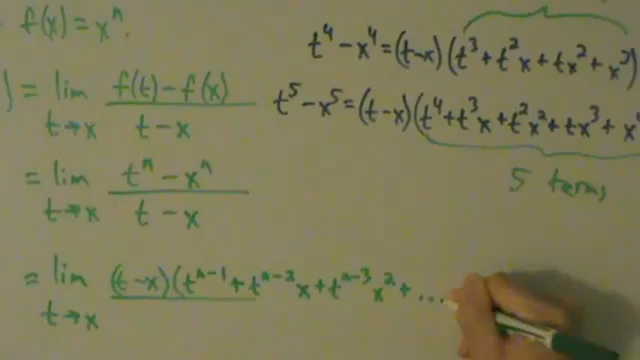 f(x) = xⁿ.
t⁴ − x⁴ = (t−x)(t³ + t²x + tx² + x³)
) = lim t→x f(t) − f(x) / t − x
t⁵ − x⁵ = (t−x)(t⁴ + t³x + t²x² + tx³ + x⁴
5 terms
= lim t→x tⁿ − xⁿ / t − x
= lim t→x (t−x)(tⁿ⁻¹ + tⁿ⁻²x + tⁿ⁻³x² + ...